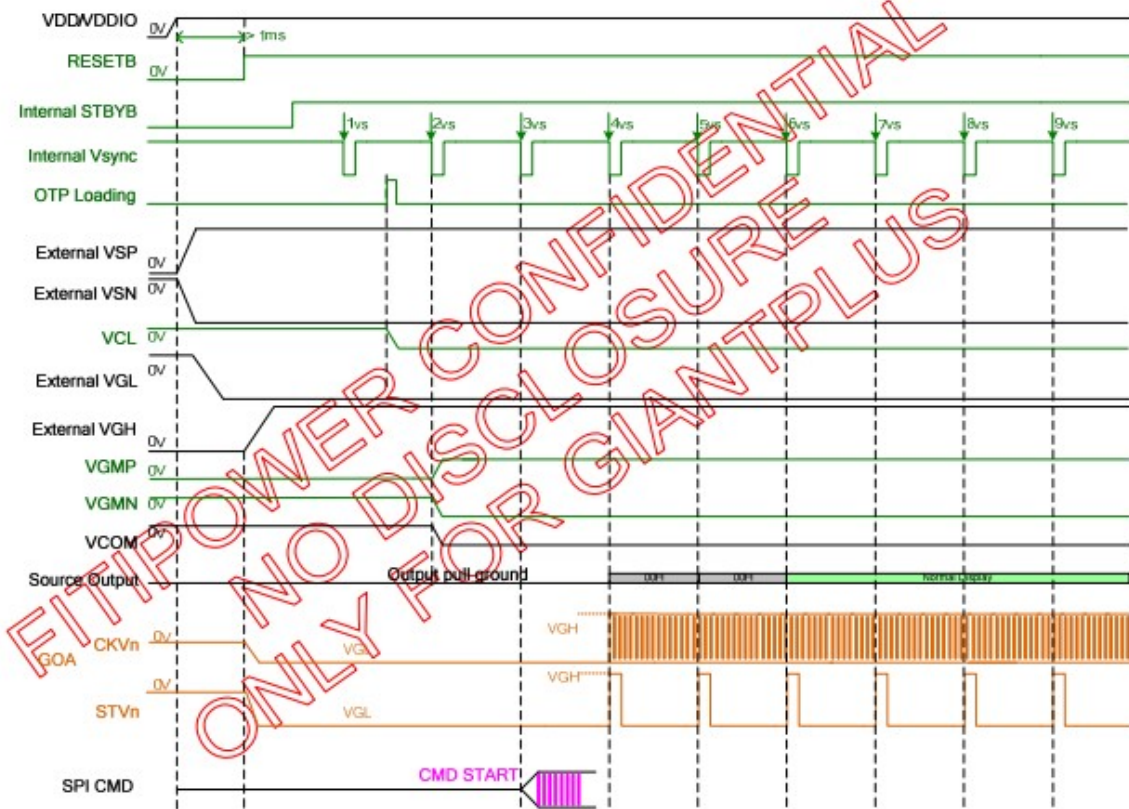 VDD/VDDIO
0V
> 1ms
RESETB
0V
Internal STBYB
1vs
2vs
3vs
4vs
5vs
6vs
7vs
8vs
9vs
Internal Vsync
OTP Loading
External VSP
0V
External VSN
0V
VCL
0V
External VGL
0V
External VGH
0V
VGMP
0V
VGMN
0V
VCOM
0V
Source Output
Output pull ground
00H
00H
Normal Display
CKVn
0V
VGL
VGH
GOA
STVn
0V
VGL
VGH
SPI CMD
CMD START
FITIPOWER CONFIDENTIAL
NO DISCLOSURE
ONLY FOR GIANTPLUS